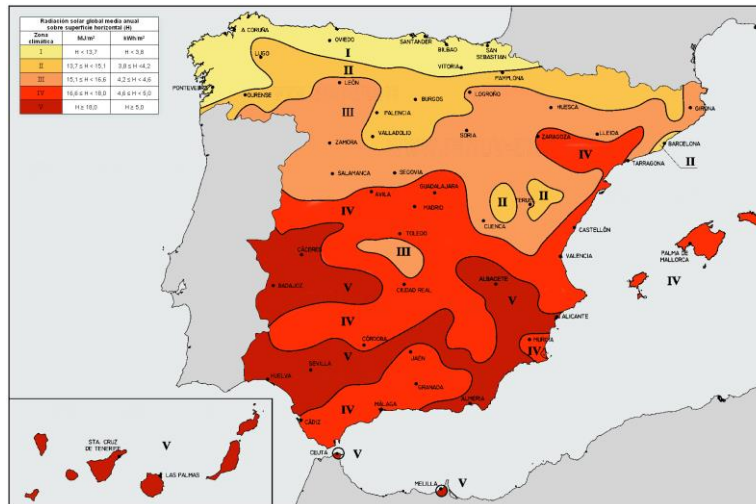 Radiación solar global media anual
sobre superficie horizontal (H)
Zona climática MJ/m² kWh/m²
I H < 13,7 H < 3,8
II 13,7 ≤ H < 15,1 3,8 ≤ H <4,2
III 15,1 ≤ H < 16,6 4,2 ≤ H < 4,6
IV 16,6 ≤ H < 18,0 4,6 ≤ H < 5,0
V H ≥ 18,0 H ≥ 5,0
A CORUÑA
OVIEDO
SANTANDER
BILBAO
SAN SEBASTIAN
I
LUGO
VITORIA
PAMPLONA
II
LEÓN
PONTEVEDRA
OURENSE
BURGOS
LOGROÑO
HUESCA
GIRONA
III
PALENCIA
VALLADOLID
SORIA
ZARAGOZA
LLEIDA
BARCELONA
ZAMORA
IV
TARRAGONA
II
SALAMANCA
SEGOVIA
AVILA
GUADALAJARA
II
TERUEL
II
IV
MADRID
CUENCA
CASTELLÓN
TOLEDO
III
VALENCIA
PALMA DE MALLORCA
IV
CÁCERES
BADAJOZ
V
CIUDAD REAL
ALBACETE
V
IV
ALICANTE
CÓRDOBA
MURCIA
IV
V
JAÉN
SEVILLA
HUELVA
GRANADA
ALMERIA
MÁLAGA
IV
CÁDIZ
CEUTA
V
MELILLA
V
V
STA. CRUZ DE TENERIFE
LAS PALMAS